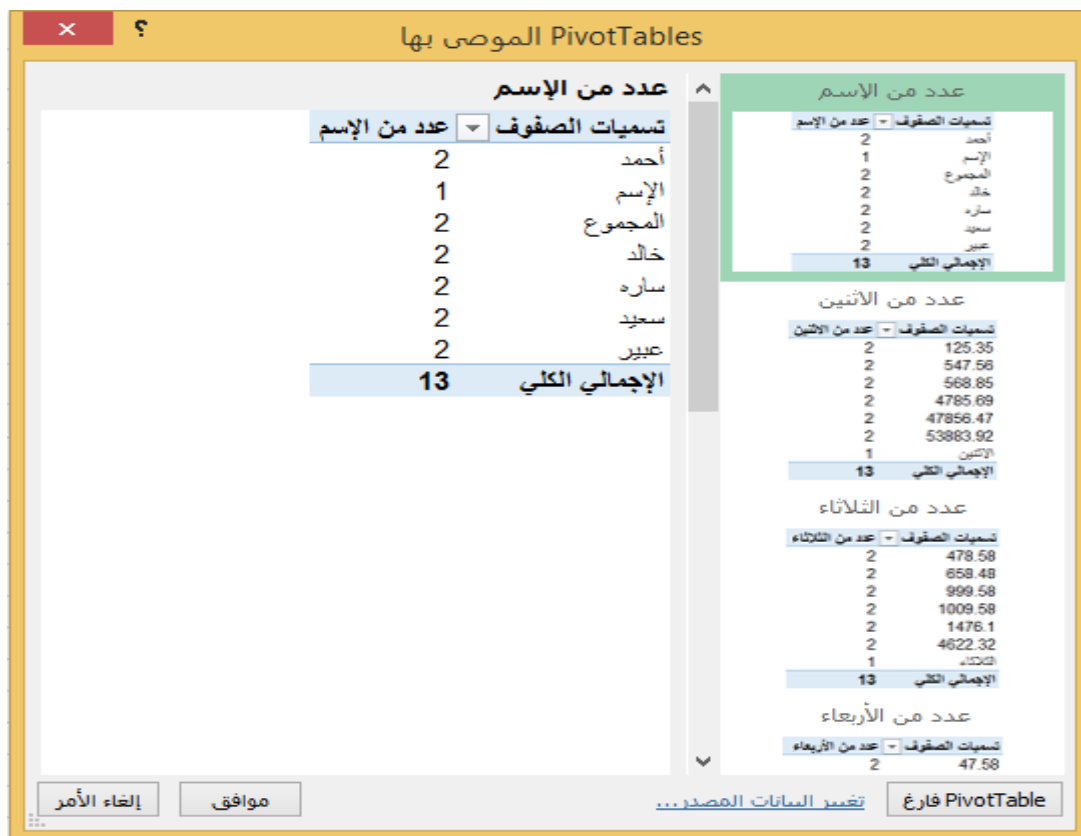 PivotTables الموصى بها
؟
عدد من الإسم
تسميات الصفوف عدد من الإسم
أحمد 2
الإسم 1
المجموع 2
خالد 2
ساره 2
سعيد 2
عبير 2
الإجمالي الكلي 13
عدد من الاثنين
تسميات الصفوف عدد من الاثنين
125.35 2
547.56 2
568.85 2
4785.69 2
47856.47 2
53883.92 2
الاثنين 1
الإجمالي الكلي 13
عدد من الثلاثاء
تسميات الصفوف عدد من الثلاثاء
478.58 2
658.48 2
999.58 2
1009.58 2
1476.1 2
4622.32 2
الثلاثاء 1
الإجمالي الكلي 13
عدد من الأربعاء
تسميات الصفوف عدد من الأربعاء
47.58 2
عدد من الإسم
تسميات الصفوف عدد من الإسم
أحمد 2
الإسم 1
المجموع 2
خالد 2
ساره 2
سعيد 2
عبير 2
الإجمالي الكلي 13
PivotTable فارغ
تغيير البيانات المصدر...
موافق
إلغاء الأمر